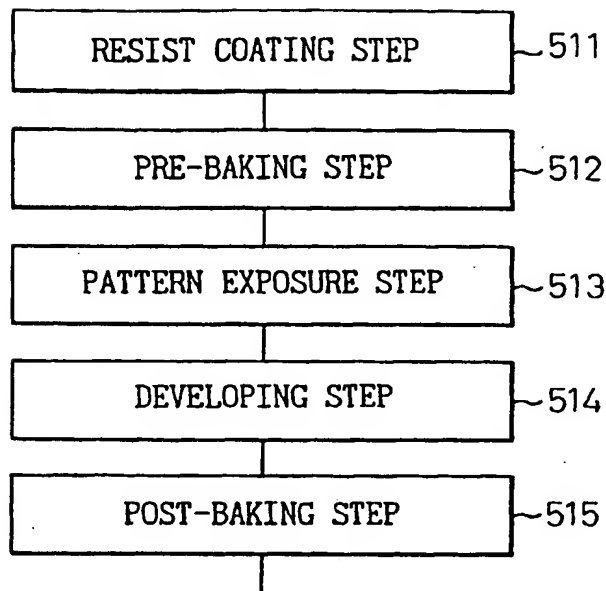 RESIST COATING STEP ~511
PRE-BAKING STEP ~512
PATTERN EXPOSURE STEP ~513
DEVELOPING STEP ~514
POST-BAKING STEP ~515